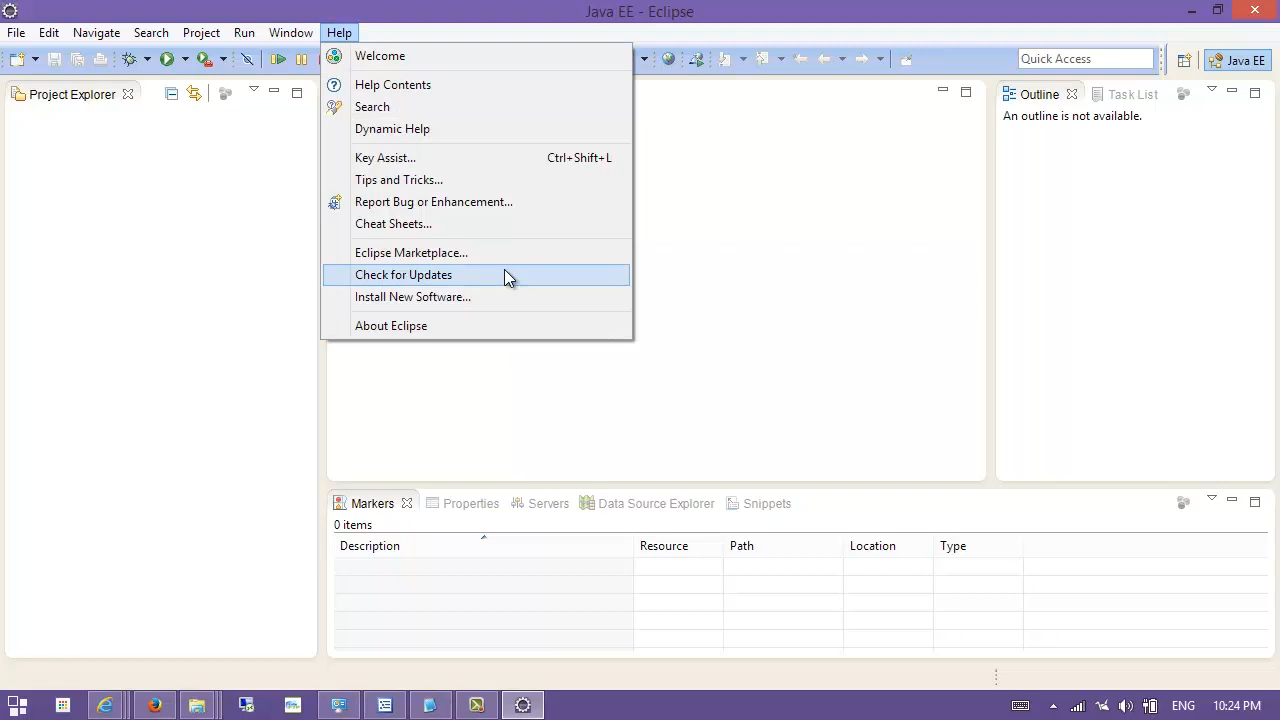 Java EE - Eclipse
File Edit Navigate Search Project Run Window Help
Quick Access
Java EE
Welcome
Help Contents
Search
Dynamic Help
Key Assist... Ctrl+Shift+L
Tips and Tricks...
Report Bug or Enhancement...
Cheat Sheets...
Eclipse Marketplace...
Check for Updates
Install New Software...
About Eclipse
Project Explorer
Outline Task List
An outline is not available.
Markers Properties Servers Data Source Explorer Snippets
0 items
Description Resource Path Location Type
ENG 10:24 PM